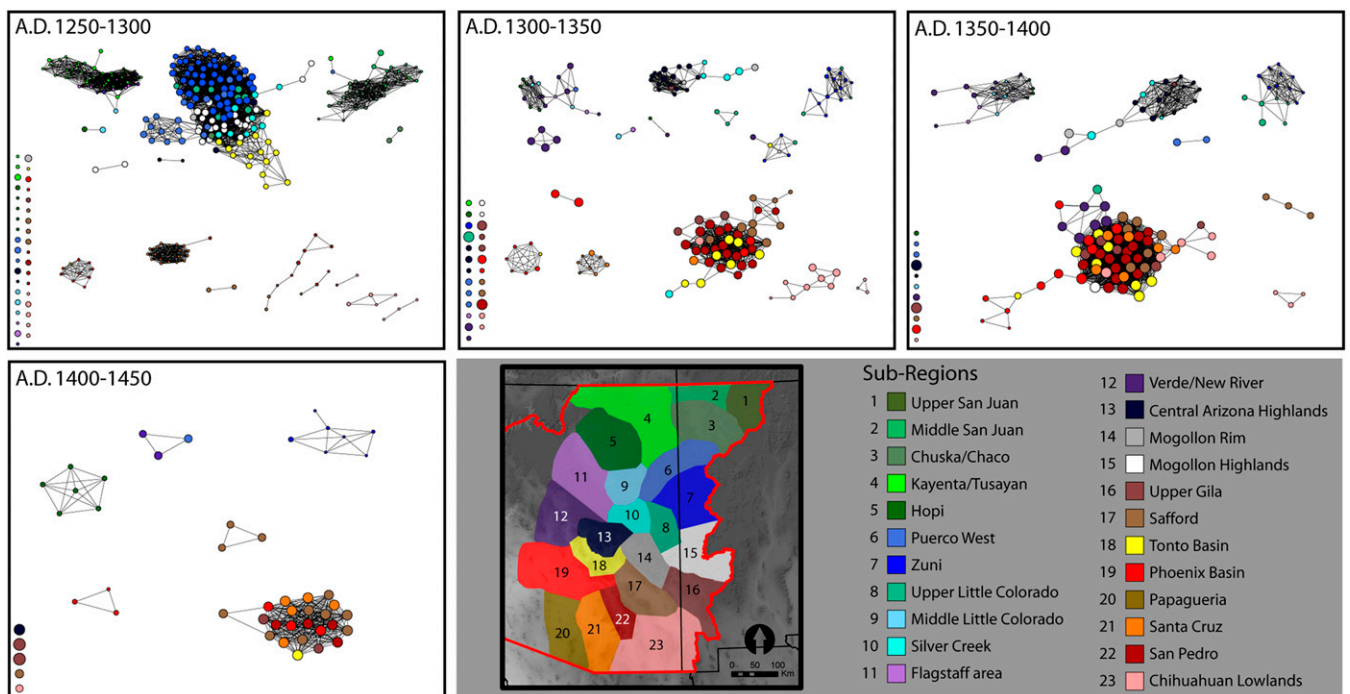 A.D. 1250-1300
A.D. 1300-1350
A.D. 1350-1400
A.D. 1400-1450
1
2
3
4
5
6
7
8
9
10
11
12
13
14
15
16
17
18
19
20
21
22
23
0 50 100
Km
Sub-Regions
1 Upper San Juan
2 Middle San Juan
3 Chuska/Chaco
4 Kayenta/Tusayan
5 Hopi
6 Puerco West
7 Zuni
8 Upper Little Colorado
9 Middle Little Colorado
10 Silver Creek
11 Flagstaff area
12 Verde/New River
13 Central Arizona Highlands
14 Mogollon Rim
15 Mogollon Highlands
16 Upper Gila
17 Safford
18 Tonto Basin
19 Phoenix Basin
20 Papagueria
21 Santa Cruz
22 San Pedro
23 Chihuahuan Lowlands